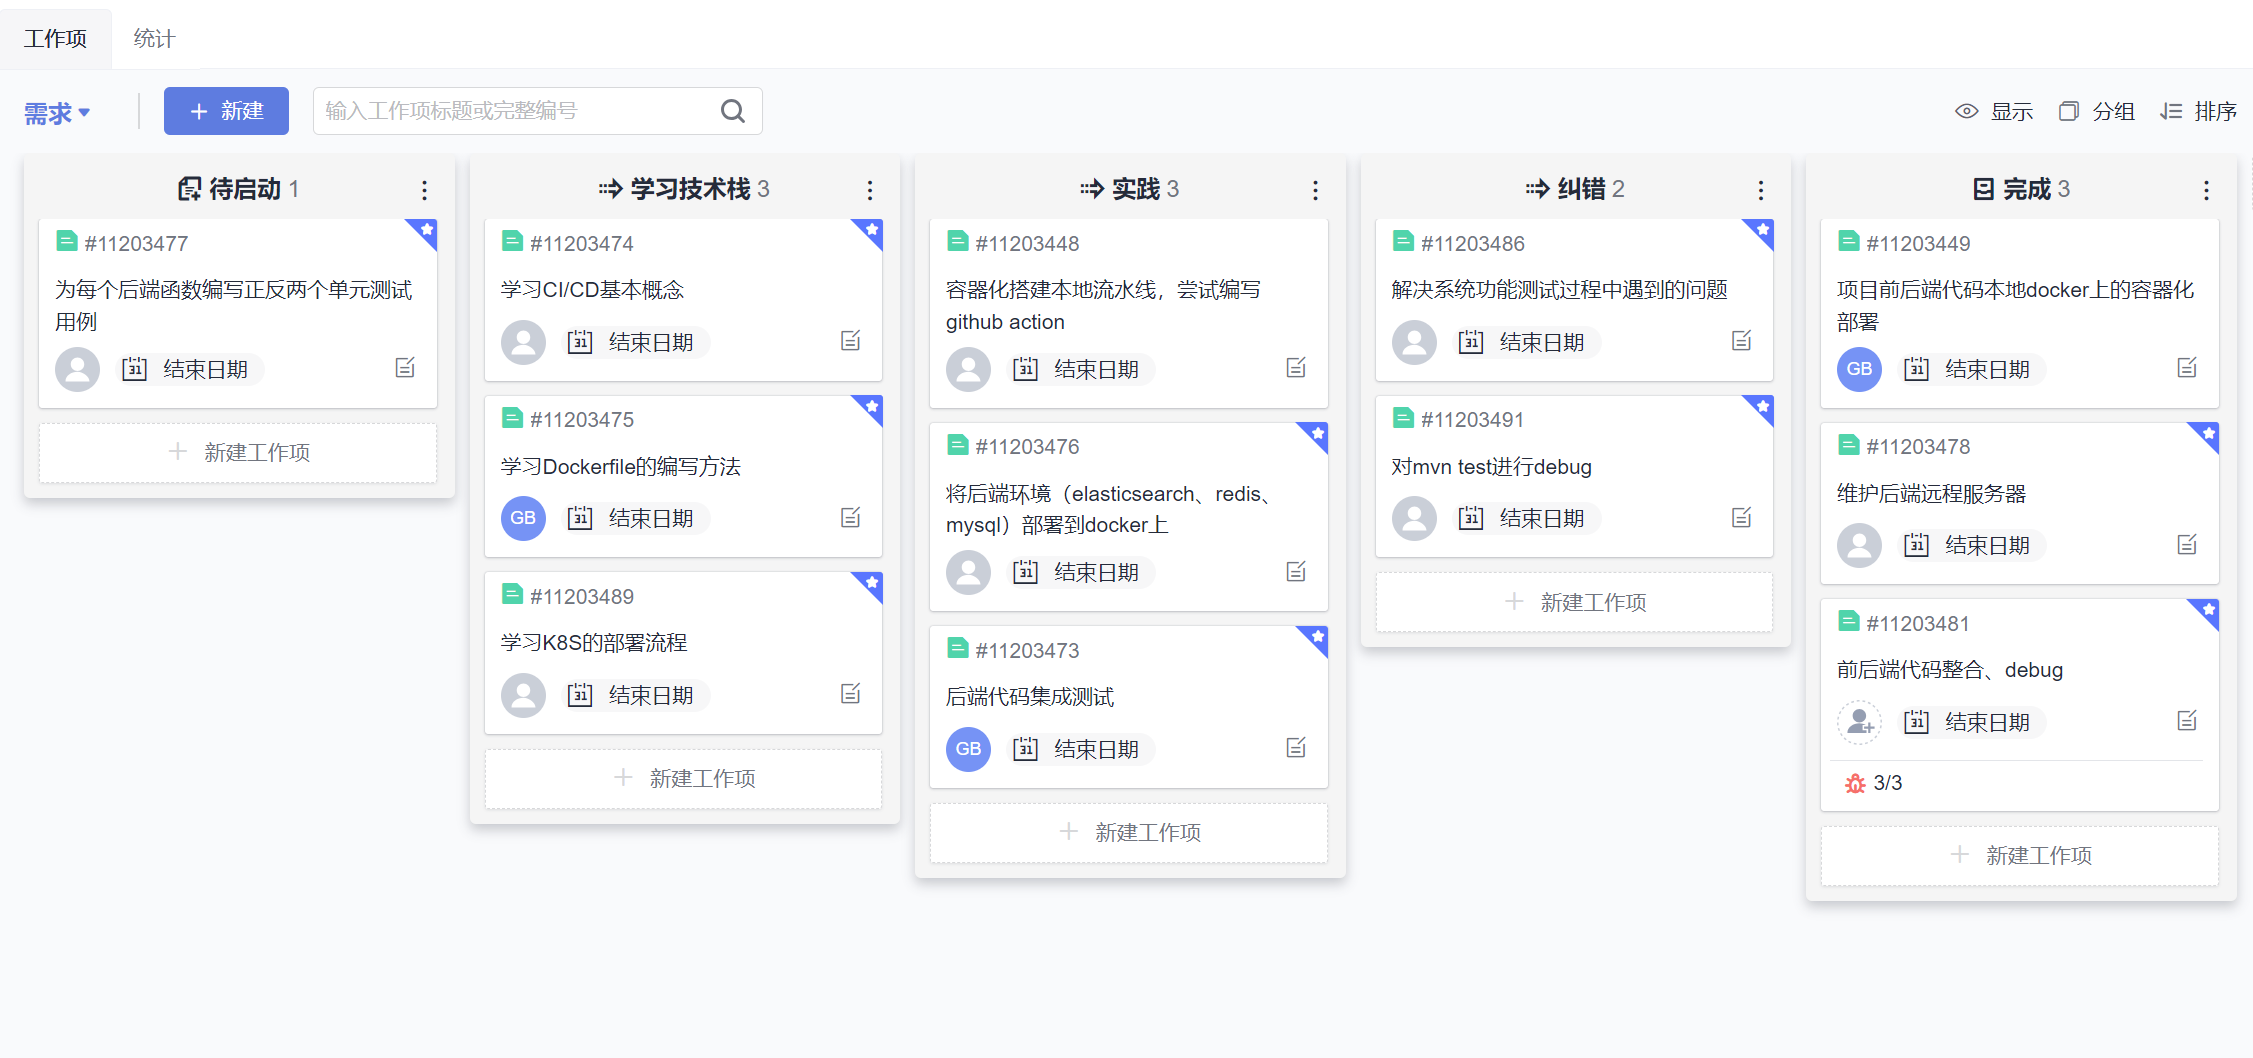 工作项
统计
需求
新建
输入工作项标题或完整编号
显示
分组
排序
待启动 1
#11203477
为每个后端函数编写正反两个单元测试
用例
31 结束日期
新建工作项
学习技术栈 3
#11203474
学习CI/CD基本概念
31 结束日期
#11203475
学习Dockerfile的编写方法
GB 31 结束日期
#11203489
学习K8S的部署流程
31 结束日期
新建工作项
实践 3
#11203448
容器化搭建本地流水线，尝试编写
github action
31 结束日期
#11203476
将后端环境（elasticsearch、redis、
mysql）部署到docker上
31 结束日期
#11203473
后端代码集成测试
GB 31 结束日期
新建工作项
纠错 2
#11203486
解决系统功能测试过程中遇到的问题
31 结束日期
#11203491
对mvn test进行debug
31 结束日期
新建工作项
完成 3
#11203449
项目前后端代码本地docker上的容器化
部署
GB 31 结束日期
#11203478
维护后端远程服务器
31 结束日期
#11203481
前后端代码整合、debug
31 结束日期
3/3
新建工作项